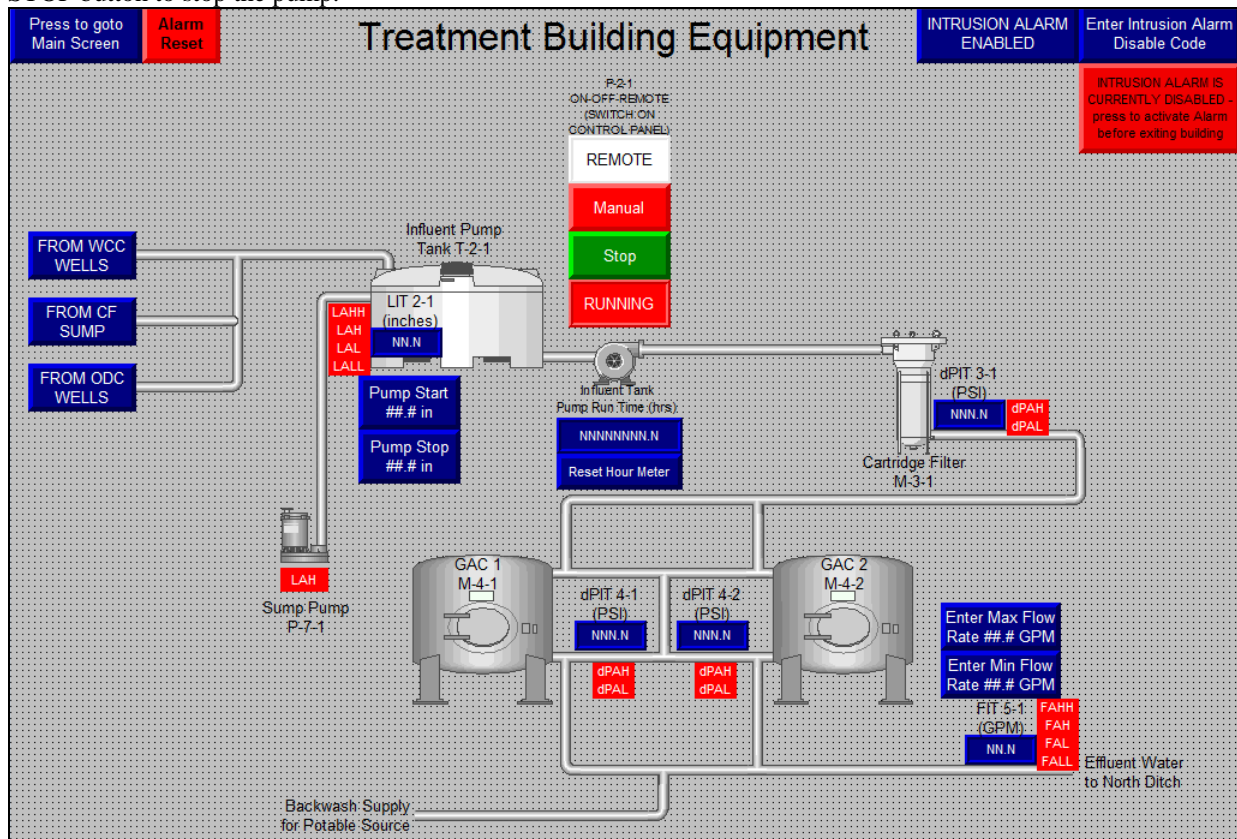 STOP button to stop the pump.
Press to goto
Main Screen
Alarm
Reset
Treatment Building Equipment
INTRUSION ALARM
ENABLED
Enter Intrusion Alarm
Disable Code
INTRUSION ALARM IS
CURRENTLY DISABLED -
press to activate Alarm
before exiting building
P-2-1
ON-OFF-REMOTE
(SWITCH ON
CONTROL PANEL)
REMOTE
Manual
Stop
RUNNING
Influent Pump
Tank T-2-1
FROM WCC
WELLS
FROM CF
SUMP
FROM ODC
WELLS
LIT 2-1
(inches)
NN.N
LAHH
LAH
LAL
LALL
Pump Start
##.# in
Pump Stop
##.# in
Influent Tank
Pump Run Time (hrs)
NNNNNNNN.N
Reset Hour Meter
dPIT 3-1
(PSI)
NNN.N
dPAH
dPAL
Cartridge Filter
M-3-1
LAH
Sump Pump
P-7-1
GAC 1
M-4-1
dPIT 4-1
(PSI)
NNN.N
dPAH
dPAL
dPIT 4-2
(PSI)
NNN.N
dPAH
dPAL
GAC 2
M-4-2
Enter Max Flow
Rate ##.# GPM
Enter Min Flow
Rate ##.# GPM
FIT 5-1
(GPM)
NN.N
FAHH
FAH
FAL
FALL
Effluent Water
to North Ditch
Backwash Supply
for Potable Source